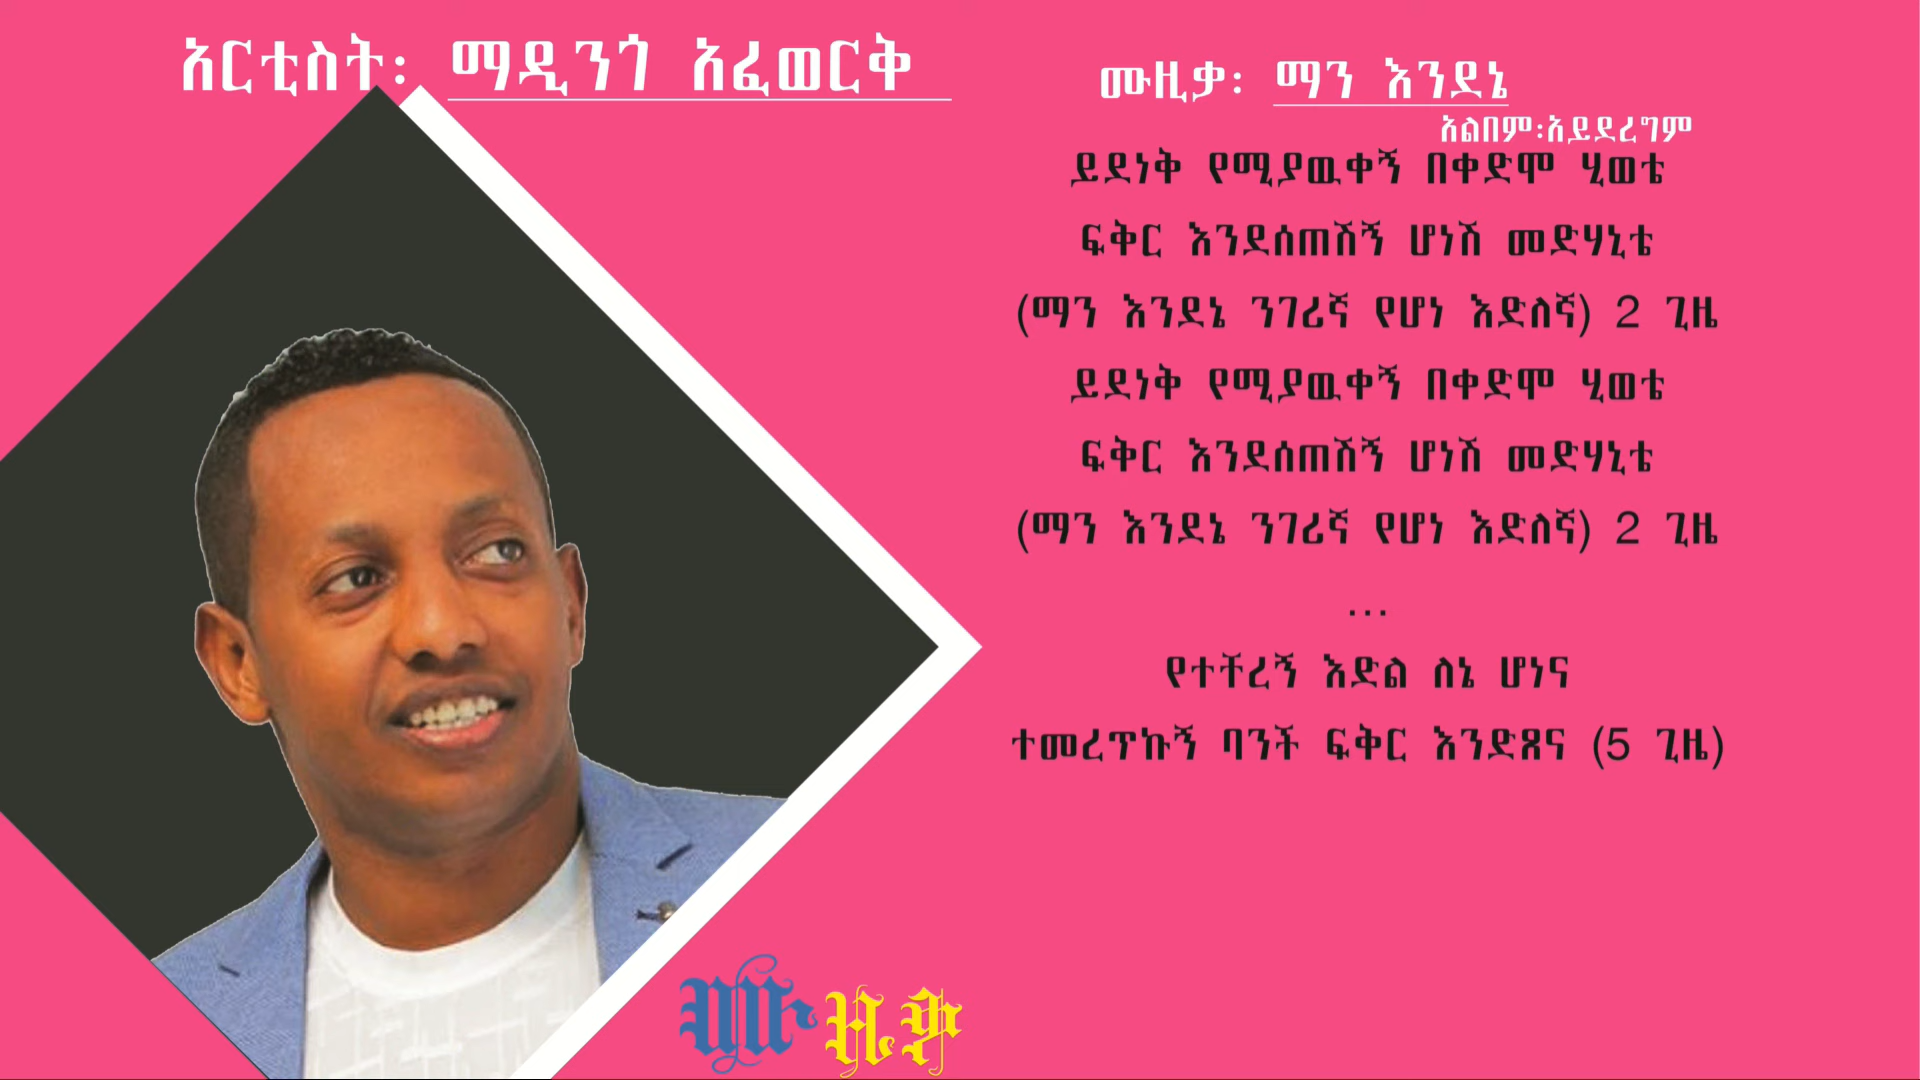 አርቲስት፡ ማዲንጎ አፈወርቅ
ሙዚቃ፡ ማን እንደኔ
አልበም፡አይደረግም
ይደነቅ የሚያዉቀኝ በቀድሞ ሂወቴ
ፍቅር እንደሰጠሽኝ ሆነሽ መድሃኒቴ
(ማን እንደኔ ንገሪኛ የሆነ እድለኛ) 2 ጊዜ
ይደነቅ የሚያዉቀኝ በቀድሞ ሂወቴ
ፍቅር እንደሰጠሽኝ ሆነሽ መድሃኒቴ
(ማን እንደኔ ንገሪኛ የሆነ እድለኛ) 2 ጊዜ
...
የተቸረኝ እድል ለኔ ሆነና
ተመረጥኩኝ ባንች ፍቅር እንድጸና (5 ጊዜ)
ሙዚቃ